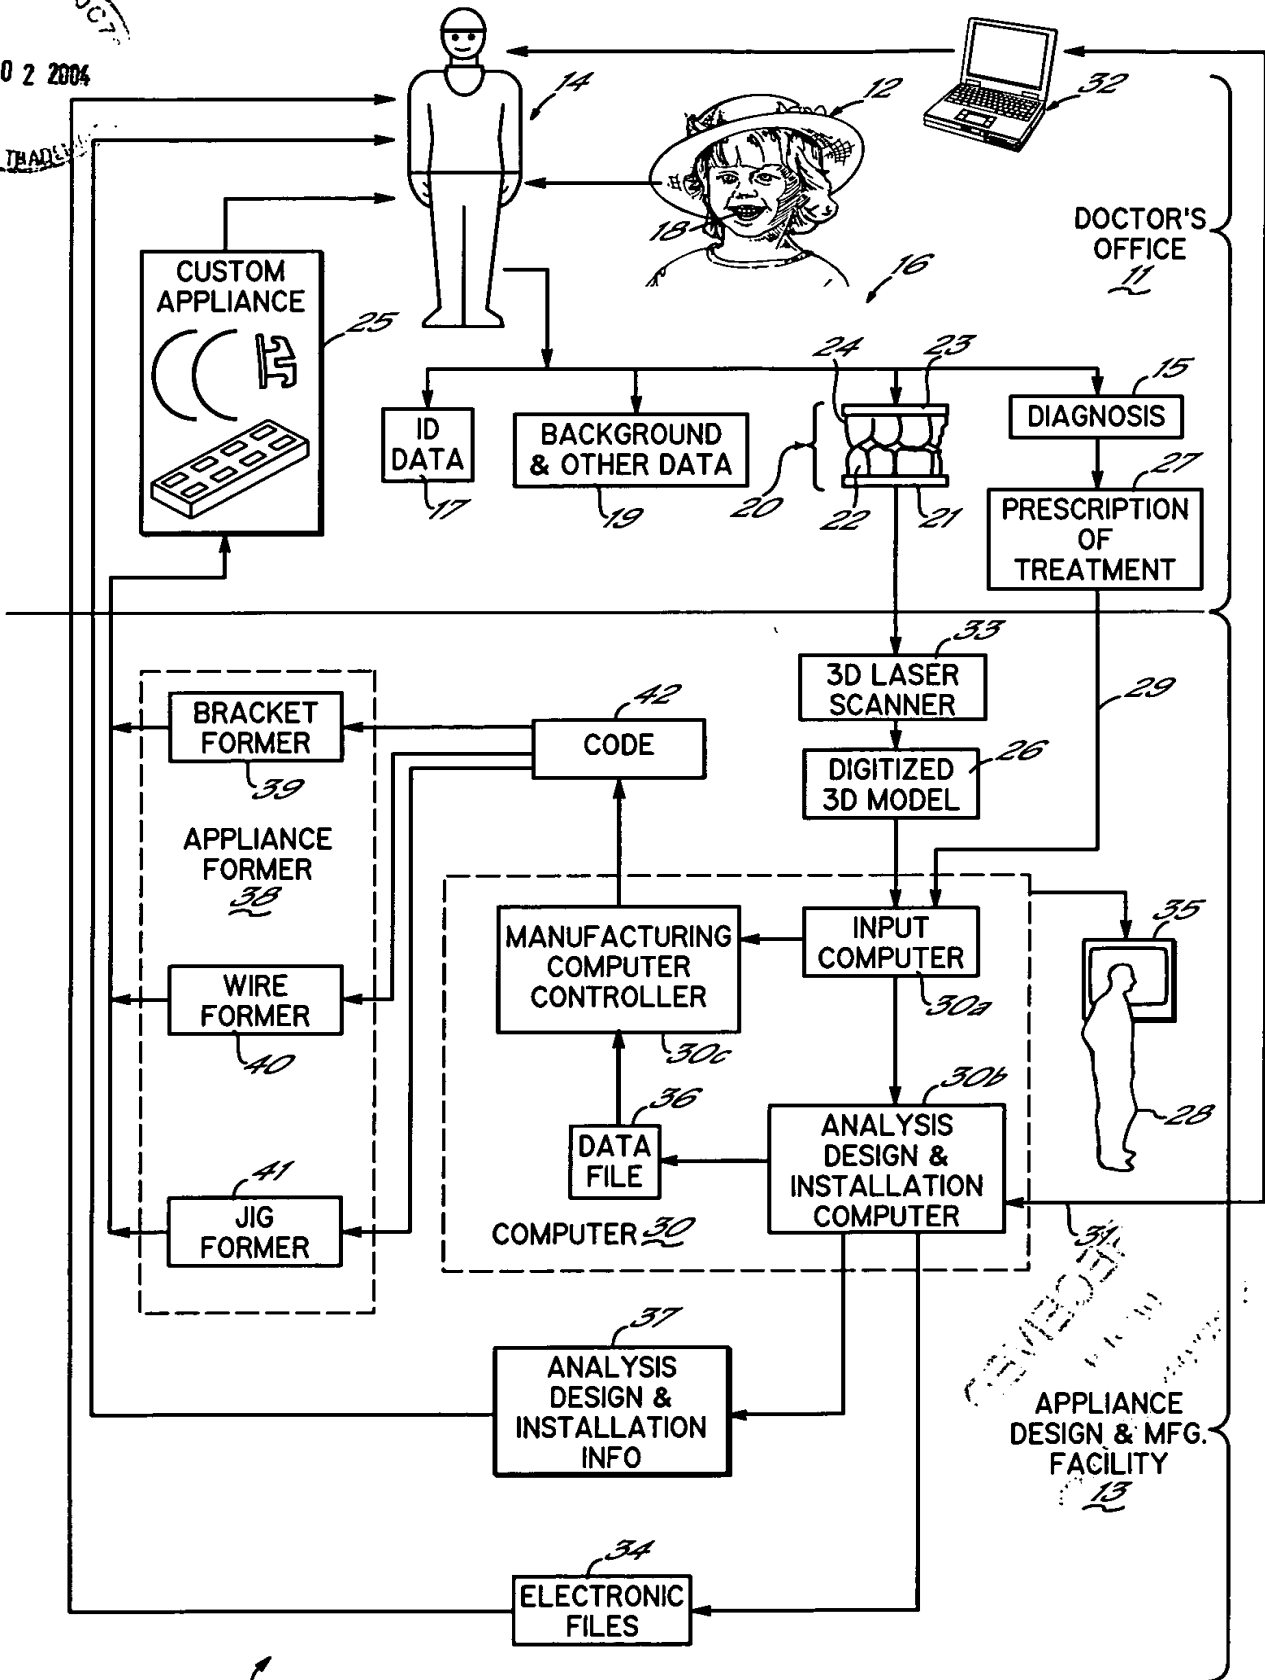 0 2 2004
14
12
32
18
DOCTOR'S
OFFICE
11
16
CUSTOM
APPLIANCE
25
24
23
15
ID
DATA
17
BACKGROUND
& OTHER DATA
19
20
22
21
DIAGNOSIS
27
PRESCRIPTION
OF
TREATMENT
33
3D LASER
SCANNER
29
42
CODE
BRACKET
FORMER
39
26
DIGITIZED
3D MODEL
APPLIANCE
FORMER
38
MANUFACTURING
COMPUTER
CONTROLLER
30c
INPUT
COMPUTER
30a
35
WIRE
FORMER
40
30b
28
36
DATA
FILE
ANALYSIS
DESIGN &
INSTALLATION
COMPUTER
41
JIG
FORMER
COMPUTER 30
31
37
ANALYSIS
DESIGN &
INSTALLATION
INFO
APPLIANCE
DESIGN & MFG.
FACILITY
13
34
ELECTRONIC
FILES